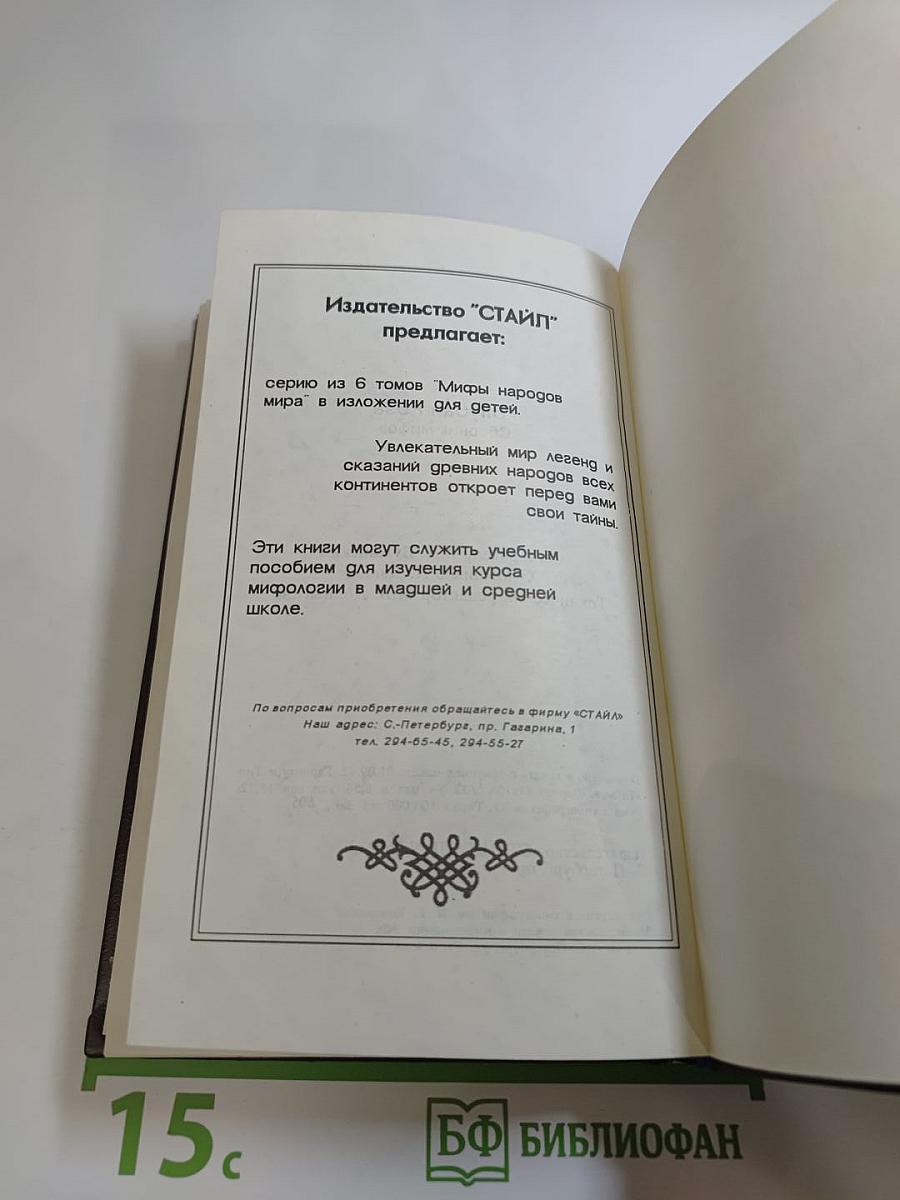 Издательство "СТАЙЛ"
предлагает:
серию из 6 томов "Мифы народов
мира" в изложении для детей.
Увлекательный мир легенд и
сказаний древних народов всех
континентов откроет перед вами
свои тайны.
Эти книги могут служить учебным
пособием для изучения курса
мифологии в младшей и средней
школе.
По вопросам приобретения обращайтесь в фирму «СТАЙЛ»
Наш адрес: С.-Петербург, пр. Гагарина, 1
тел. 294-65-45, 294-55-27
15 с
БФ БИБЛИОФАН